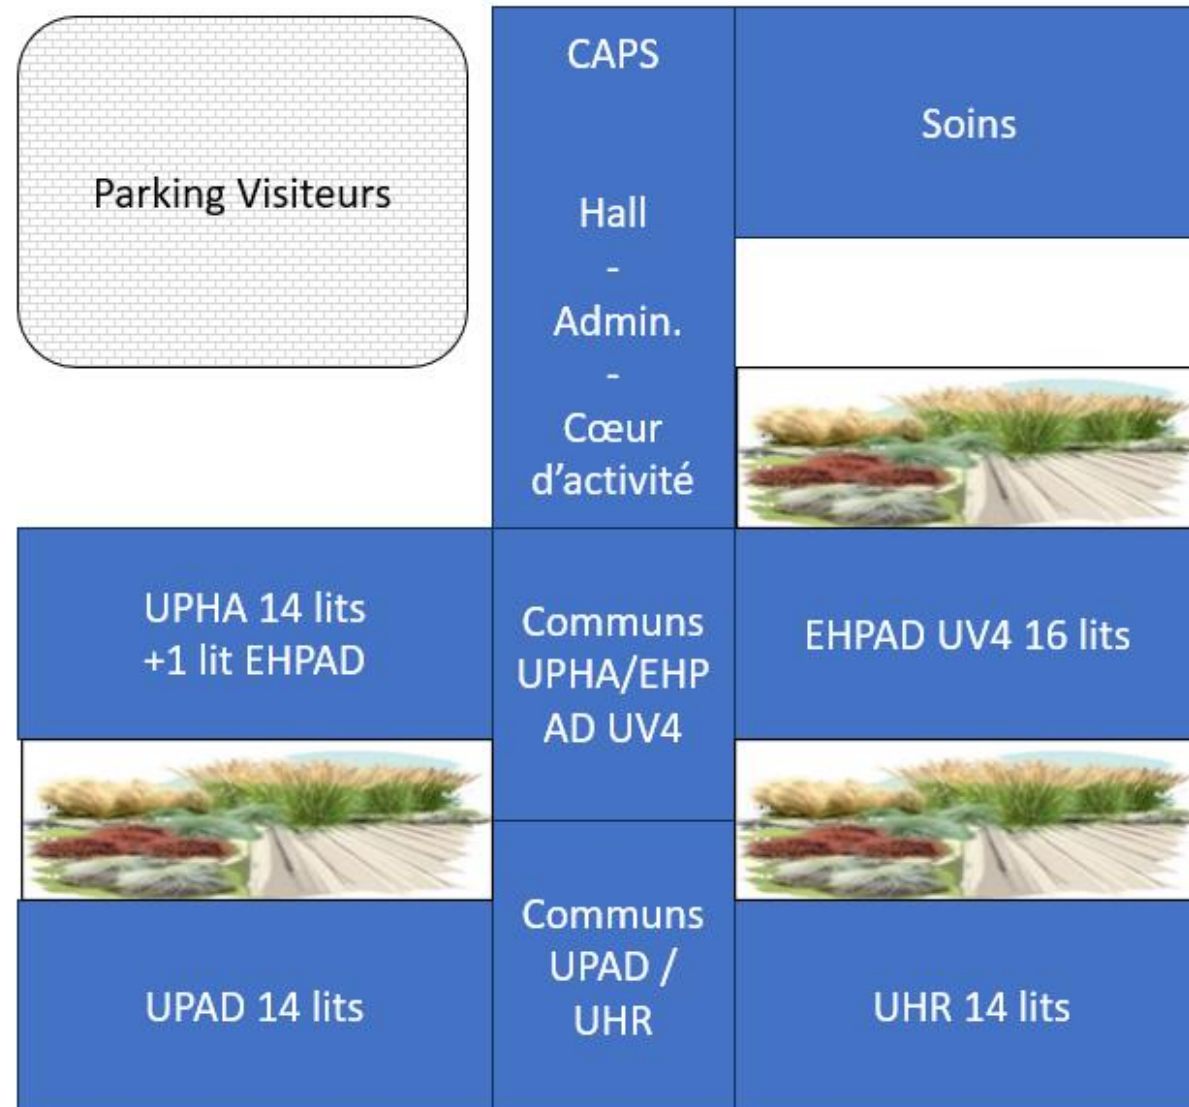 CAPS
Soins
Parking Visiteurs
Hall
-
Admin.
-
Cœur
d’activité
UPHA 14 lits
+1 lit EHPAD
Communs
UPHA/EHP
AD UV4
EHPAD UV4 16 lits
UPAD 14 lits
Communs
UPAD /
UHR
UHR 14 lits